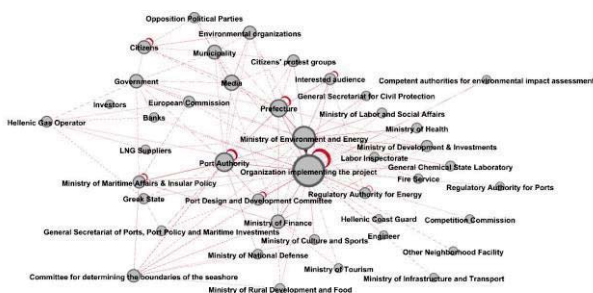 Opposition Political Parties
Environmental organizations
Citizens
Municipality
Citizens' protest groups
Media
Interested audience
Competent authorities for environmental impact assessment
Government
General Secretariat for Civil Protection
Investors
European Commission
Prefecture
Ministry of Labor and Social Affairs
Banks
Hellenic Gas Operator
Ministry of Health
Ministry of Environment and Energy
Ministry of Development & Investments
LNG Suppliers
Labor Inspectorate
Port Authority
General Chemical State Laboratory
Organization implementing the project
Fire Service
Ministry of Maritime Affairs & Insular Policy
Regulatory Authority for Ports
Regulatory Authority for Energy
Greek State
Port Design and Development Committee
Hellenic Coast Guard
Competition Commission
Ministry of Finance
General Secretariat of Ports, Port Policy and Maritime Investments
Engineer
Ministry of Culture and Sports
Other Neighborhood Facility
Ministry of National Defense
Ministry of Tourism
Committee for determining the boundaries of the seashore
Ministry of Infrastructure and Transport
Ministry of Rural Development and Food